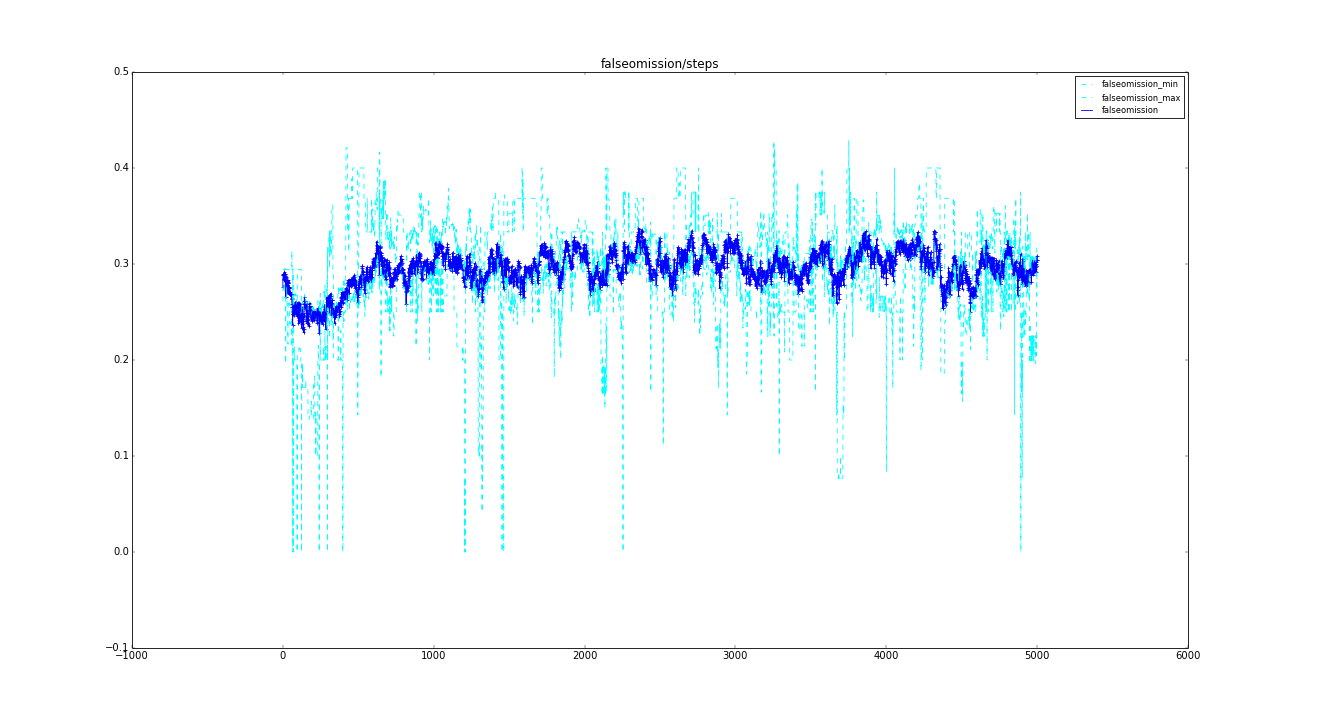 falseomission/steps
0.5
falseomission_min
falseomission_max
falseomission
0.4
0.3
0.2
0.1
0.0
−0.1
−1000 0 1000 2000 3000 4000 5000 6000